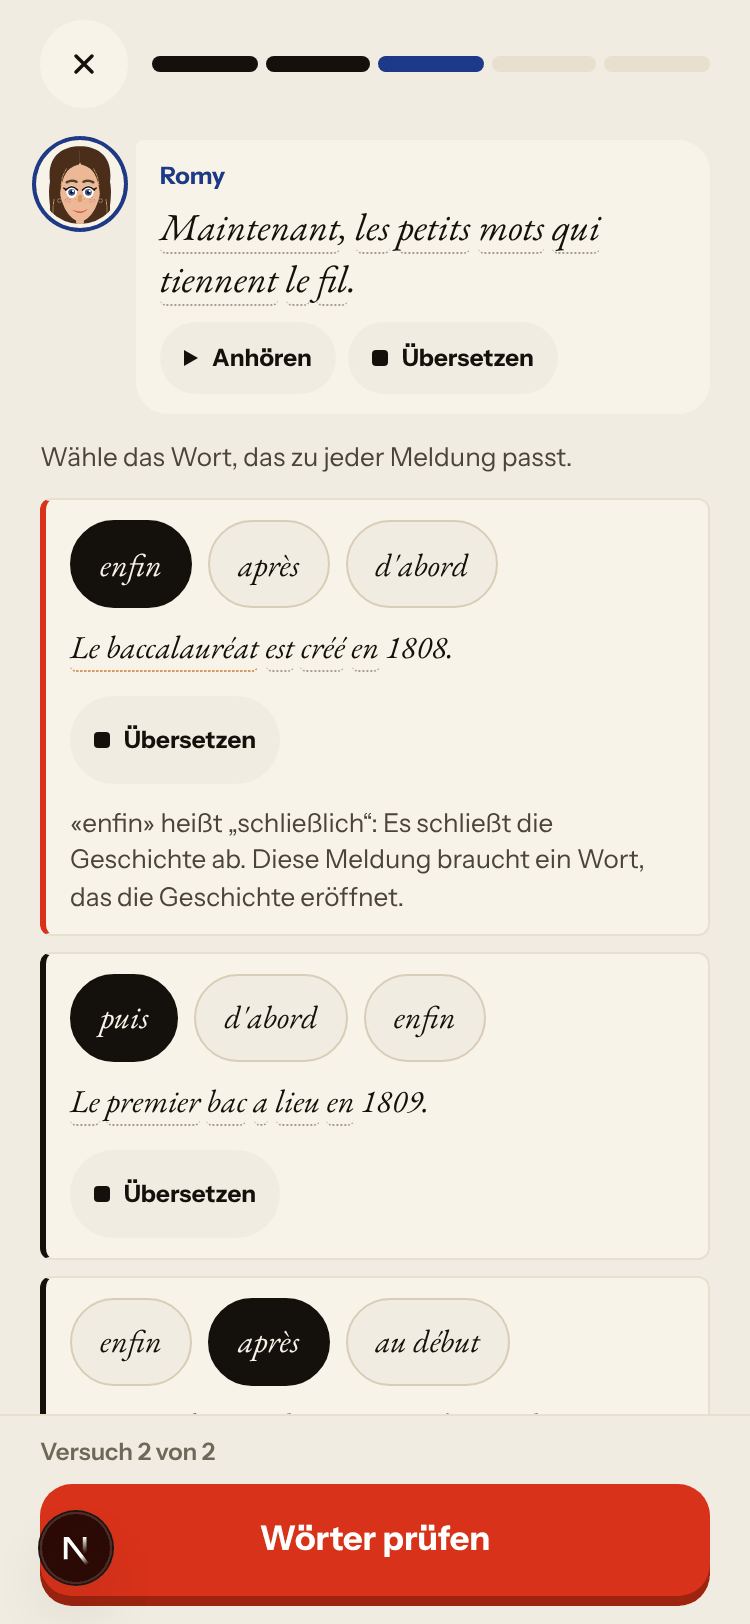 Romy
Maintenant, les petits mots qui
tiennent le fil.
Anhören
Übersetzen
Wähle das Wort, das zu jeder Meldung passt.
enfin
après
d'abord
Le baccalauréat est créé en 1808.
Übersetzen
«enfin» heißt „schließlich“: Es schließt die
Geschichte ab. Diese Meldung braucht ein Wort,
das die Geschichte eröffnet.
puis
d'abord
enfin
Le premier bac a lieu en 1809.
Übersetzen
enfin
après
au début
Versuch 2 von 2
Wörter prüfen
N